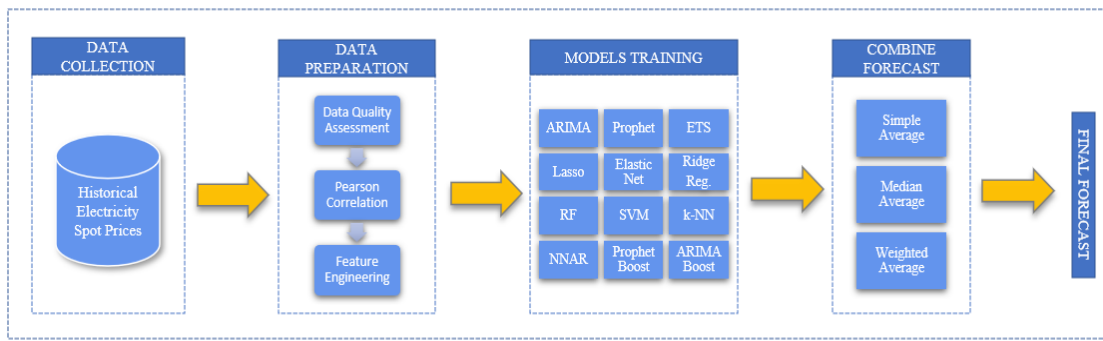 DATA
COLLECTION
Historical
Electricity
Spot Prices
DATA
PREPARATION
Data Quality
Assessment
Pearson
Correlation
Feature
Engineering
MODELS TRAINING
ARIMA
Prophet
ETS
Lasso
Elastic
Net
Ridge
Reg.
RF
SVM
k-NN
NNAR
Prophet
Boost
ARIMA
Boost
COMBINE
FORECAST
Simple
Average
Median
Average
Weighted
Average
FINAL FORECAST